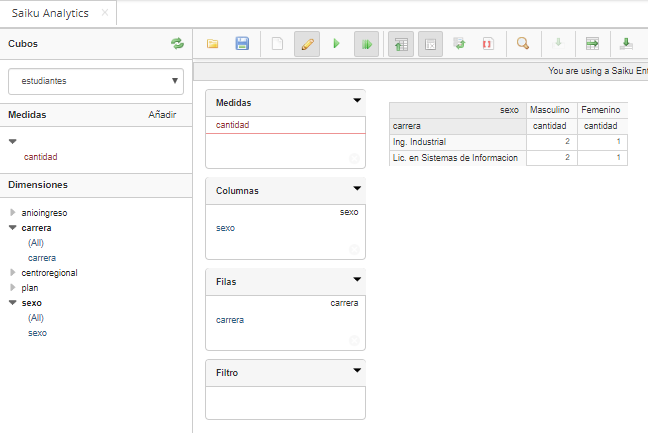 Saiku Analytics
Cubos
estudiantes
Medidas Añadir
cantidad
Dimensiones
anioingreso
carrera
(All)
carrera
centroregional
plan
sexo
(All)
sexo
You are using a Saiku Ent
Medidas
cantidad
Columnas
sexo
sexo
Filas
carrera
carrera
Filtro
sexo Masculino Femenino
carrera cantidad cantidad
Ing. Industrial 2 1
Lic. en Sistemas de Informacion 2 1